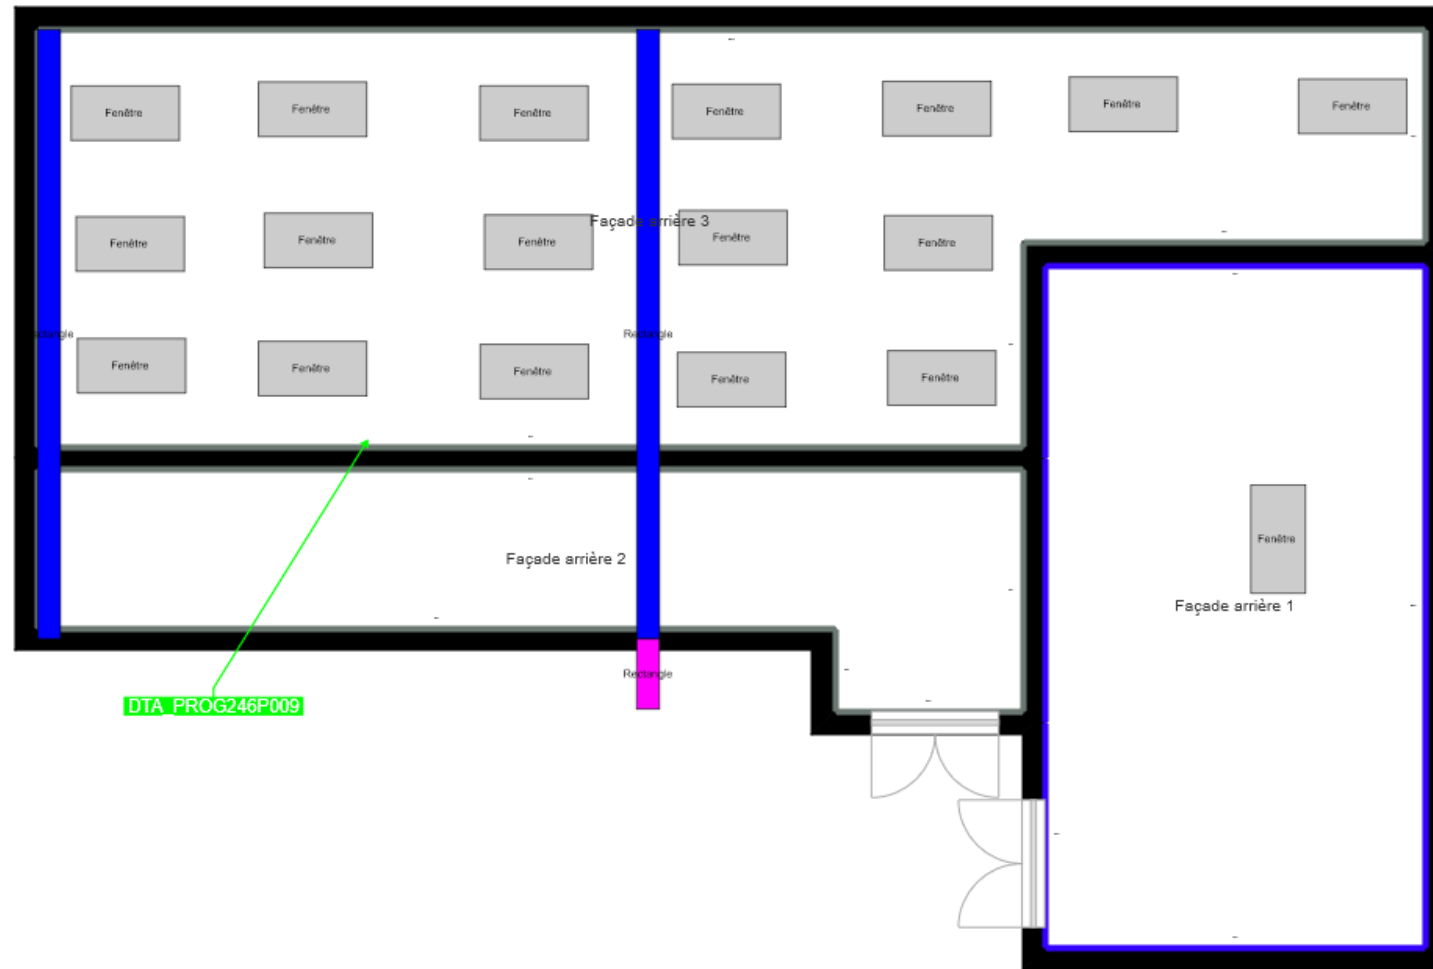 Fenêtre Fenêtre Fenêtre Fenêtre Fenêtre Fenêtre Fenêtre
Façade arrière 3
Fenêtre Fenêtre Fenêtre Fenêtre Fenêtre
Rectangle Rectangle
Fenêtre Fenêtre Fenêtre Fenêtre Fenêtre
Fenêtre
Façade arrière 2
Façade arrière 1
Rectangle
DTA_PROG246P009